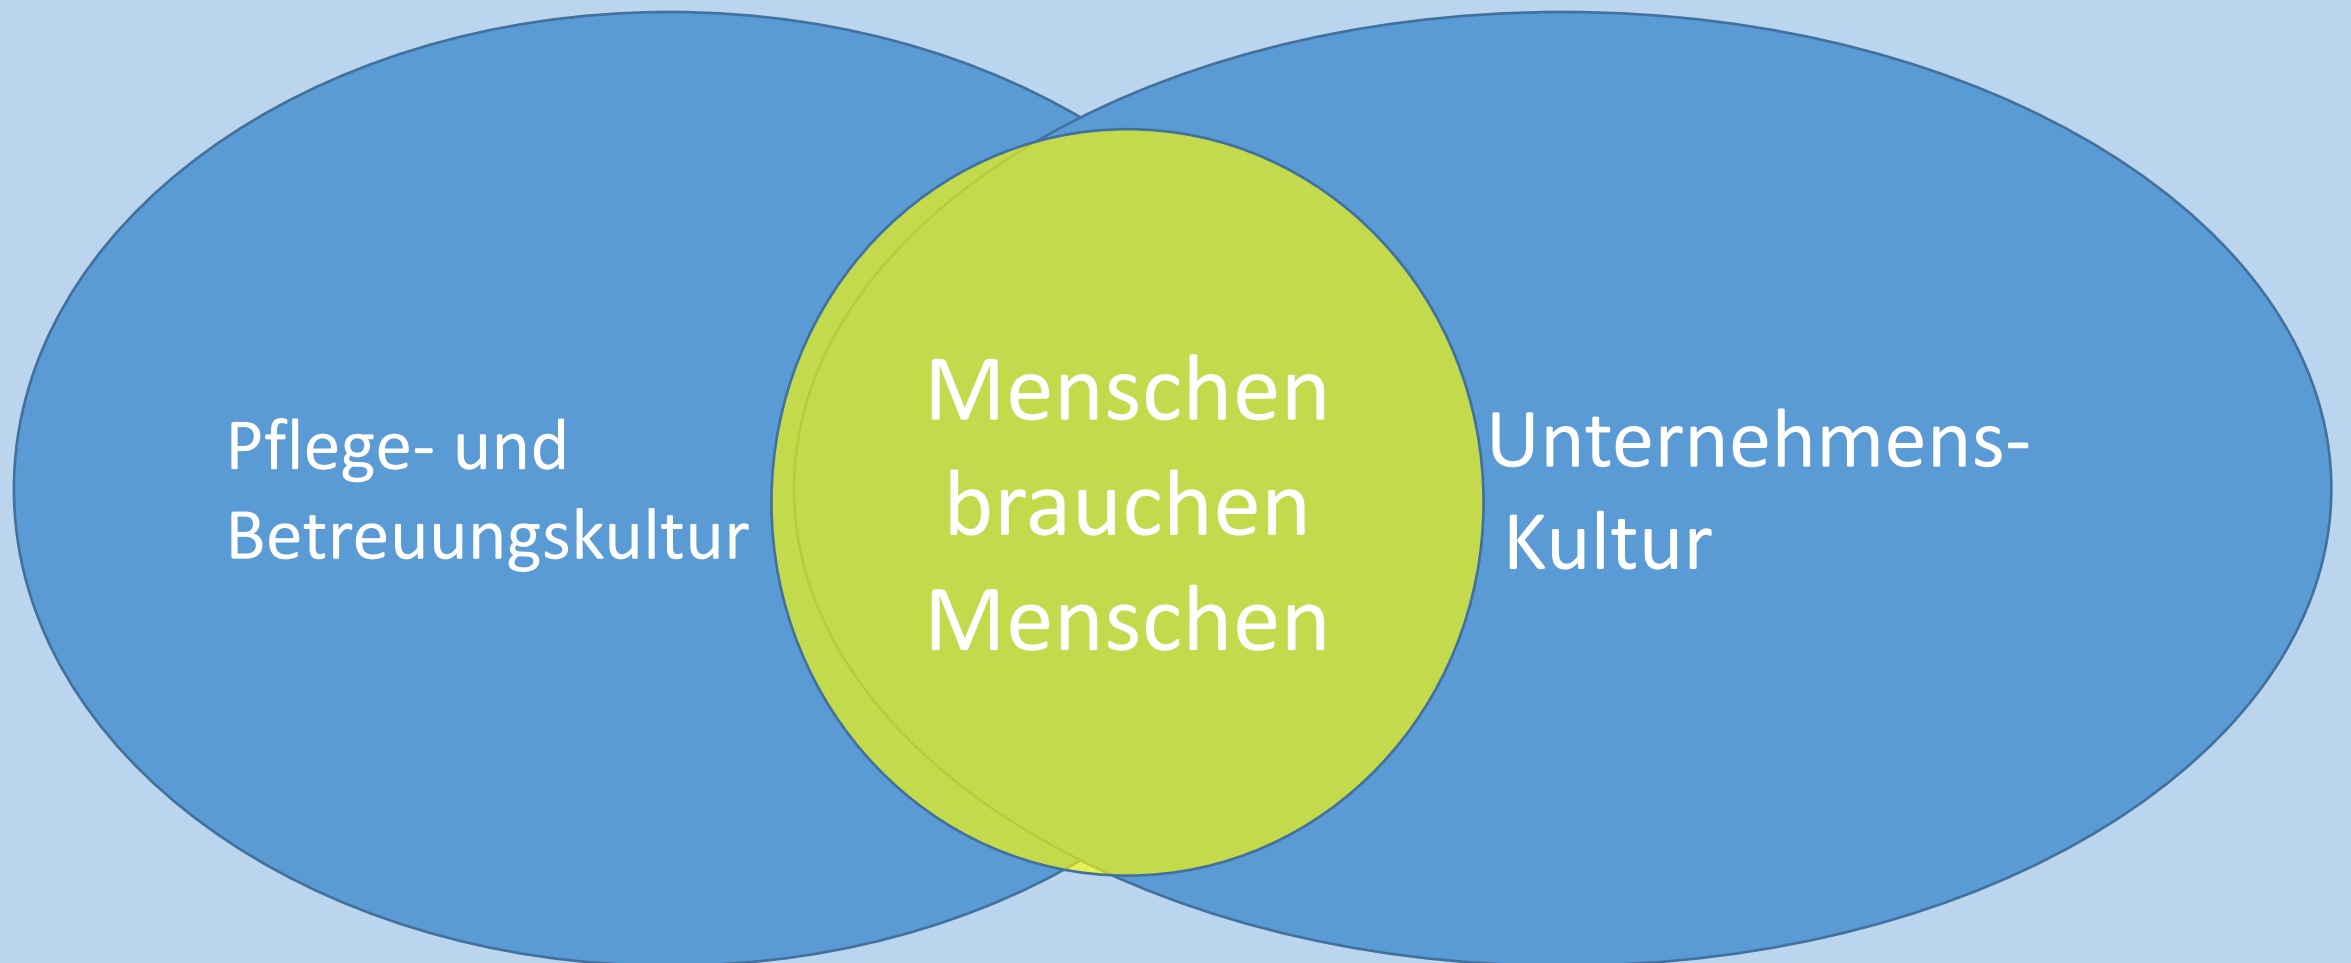 Pflege- und
Betreuungskultur
Menschen
brauchen
Menschen
Unternehmens-
Kultur